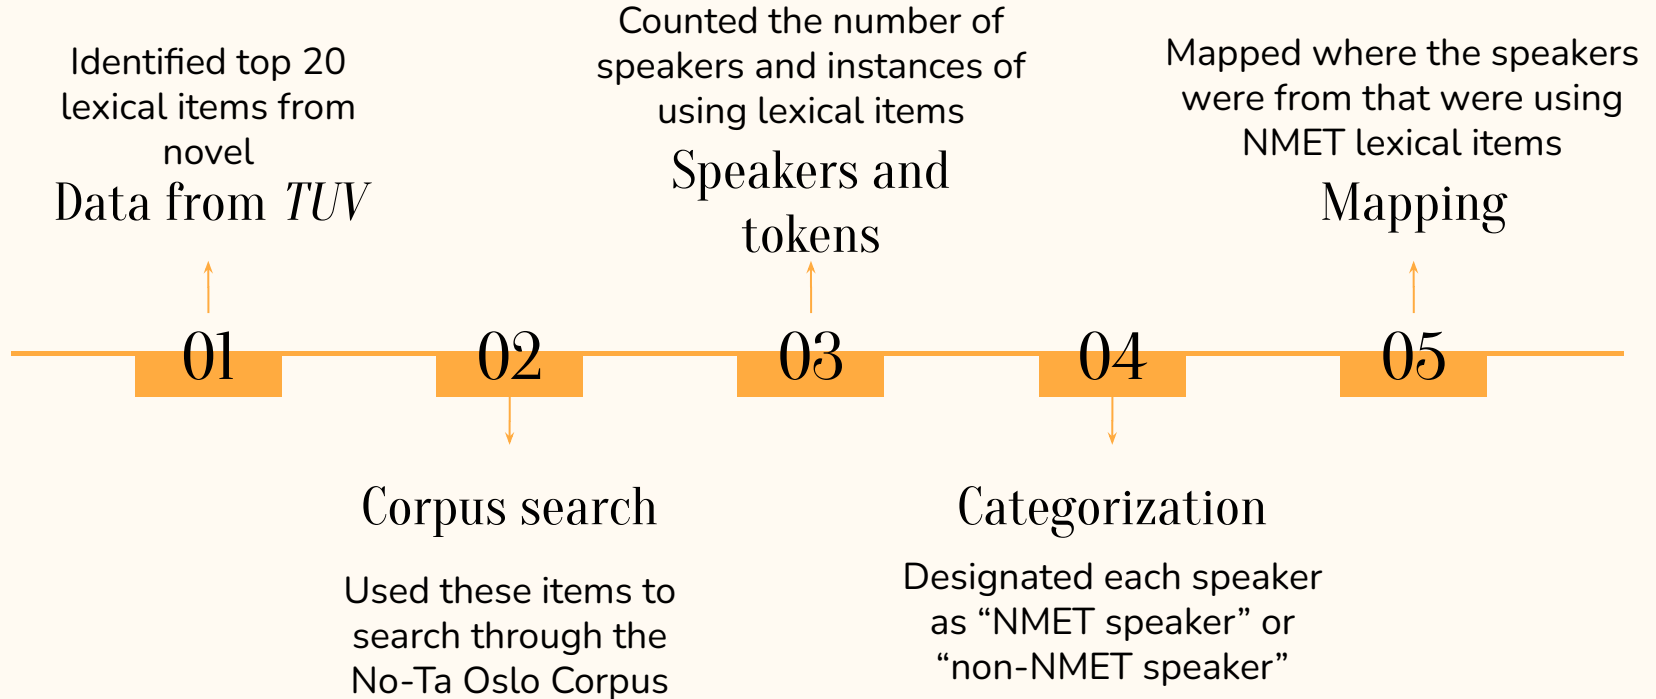 Identified top 20
lexical items from
novel
Data from TUV
01
Corpus search
Used these items to
search through the
No-Ta Oslo Corpus
02
Counted the number of
speakers and instances of
using lexical items
Speakers and
tokens
03
04
Categorization
Designated each speaker
as “NMET speaker” or
“non-NMET speaker”
Mapped where the speakers
were from that were using
NMET lexical items
Mapping
05